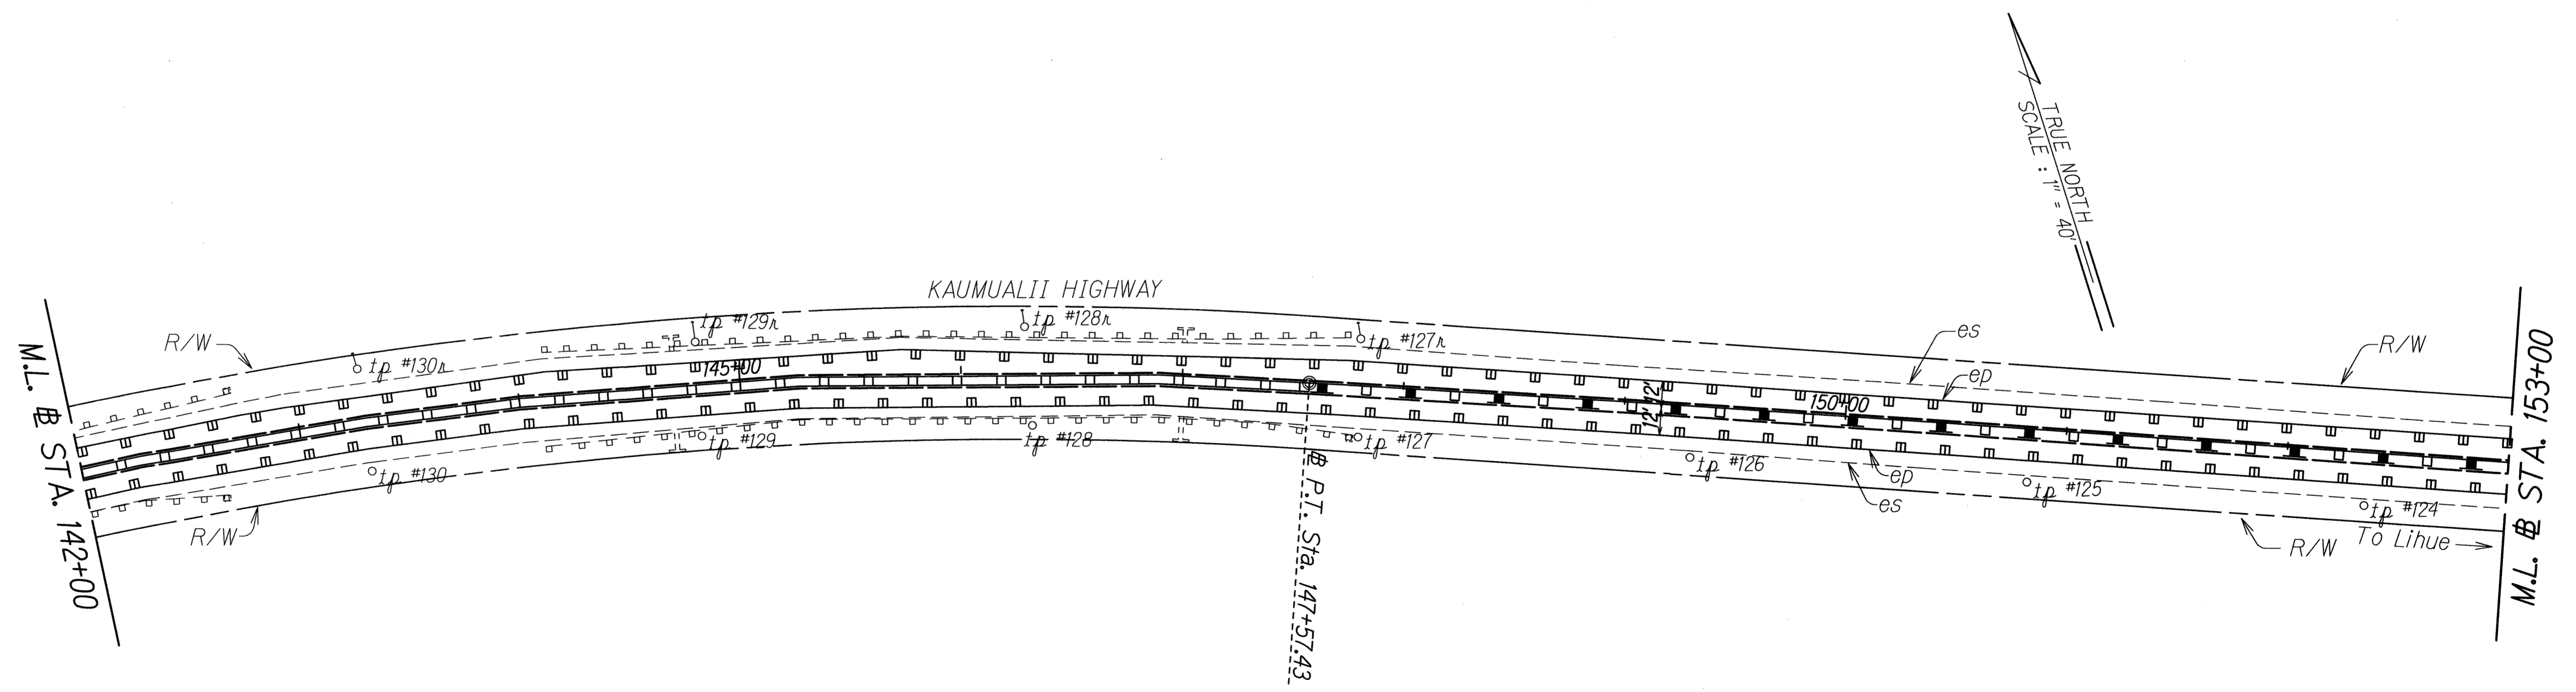 TRUE NORTH
SCALE : 1" = 40'
KAUMUALII HIGHWAY
M.L. ℄ STA. 142+00
R/W
tp #130r
tp #129r
145+00
tp #128r
tp #127r
12' 12'
150+00
es
ep
R/W
M.L. ℄ STA. 153+00
R/W
tp #130
tp #129
tp #128
tp #127
℄ P.T. Sta. 147+57.43
tp #126
es
ep
tp #125
tp #124
R/W
To Lihue